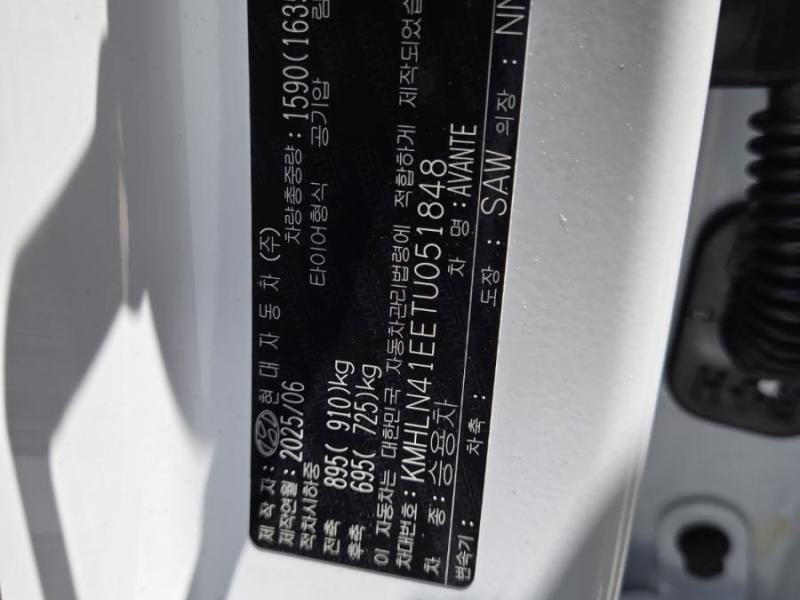 제 작 자 : 현 대 자 동 차 (주)
제작연월 : 2025/06 차량총중량 : 1590(163
적차시하중 타이어형식 공기압
전축 895( 910)kg
후축 695( 725)kg
이 자동차는 대한민국 자동차관리법령에 적합하게 제작되었습
차대번호 : KMHLN41EETU051848
차 종 : 승용차 차 명 : AVANTE
변속기 : 차축 : 도장 : SAW 의장 : NN